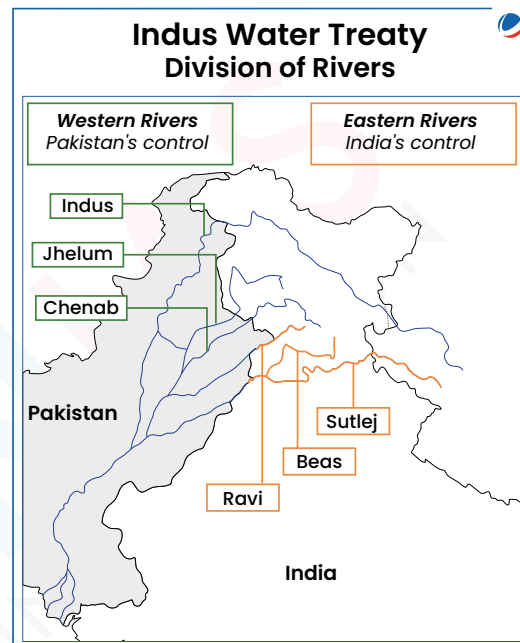 Indus Water Treaty
Division of Rivers
Western Rivers
Pakistan's control
Eastern Rivers
India's control
Indus
Jhelum
Chenab
Pakistan
Sutlej
Beas
Ravi
India